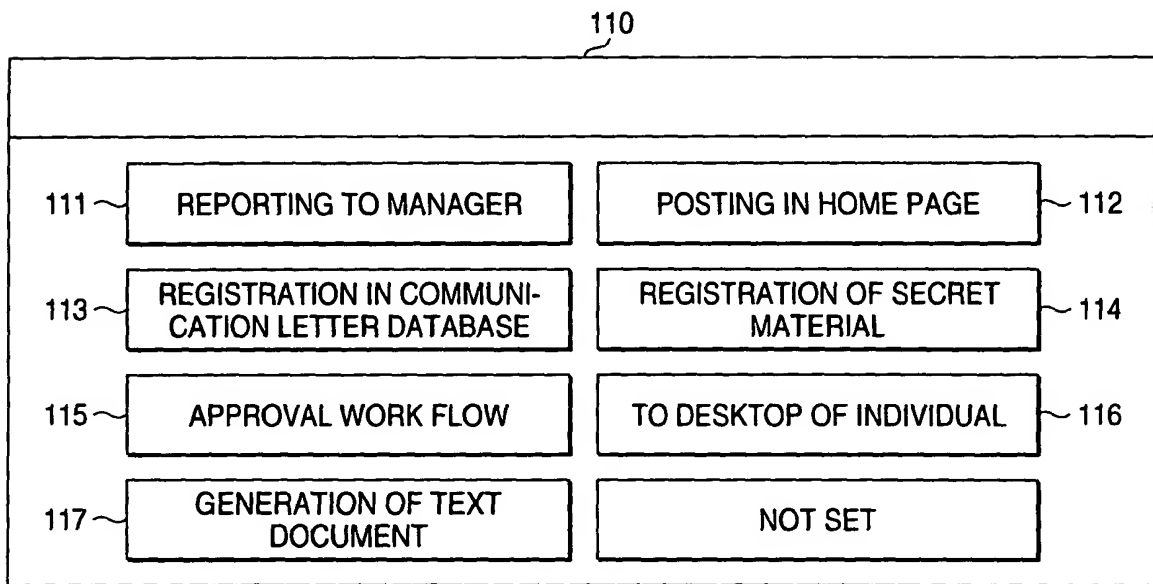 110
111 REPORTING TO MANAGER POSTING IN HOME PAGE 112
113 REGISTRATION IN COMMUNI-
CATION LETTER DATABASE
REGISTRATION OF SECRET
MATERIAL 114
115 APPROVAL WORK FLOW TO DESKTOP OF INDIVIDUAL 116
117 GENERATION OF TEXT
DOCUMENT
NOT SET